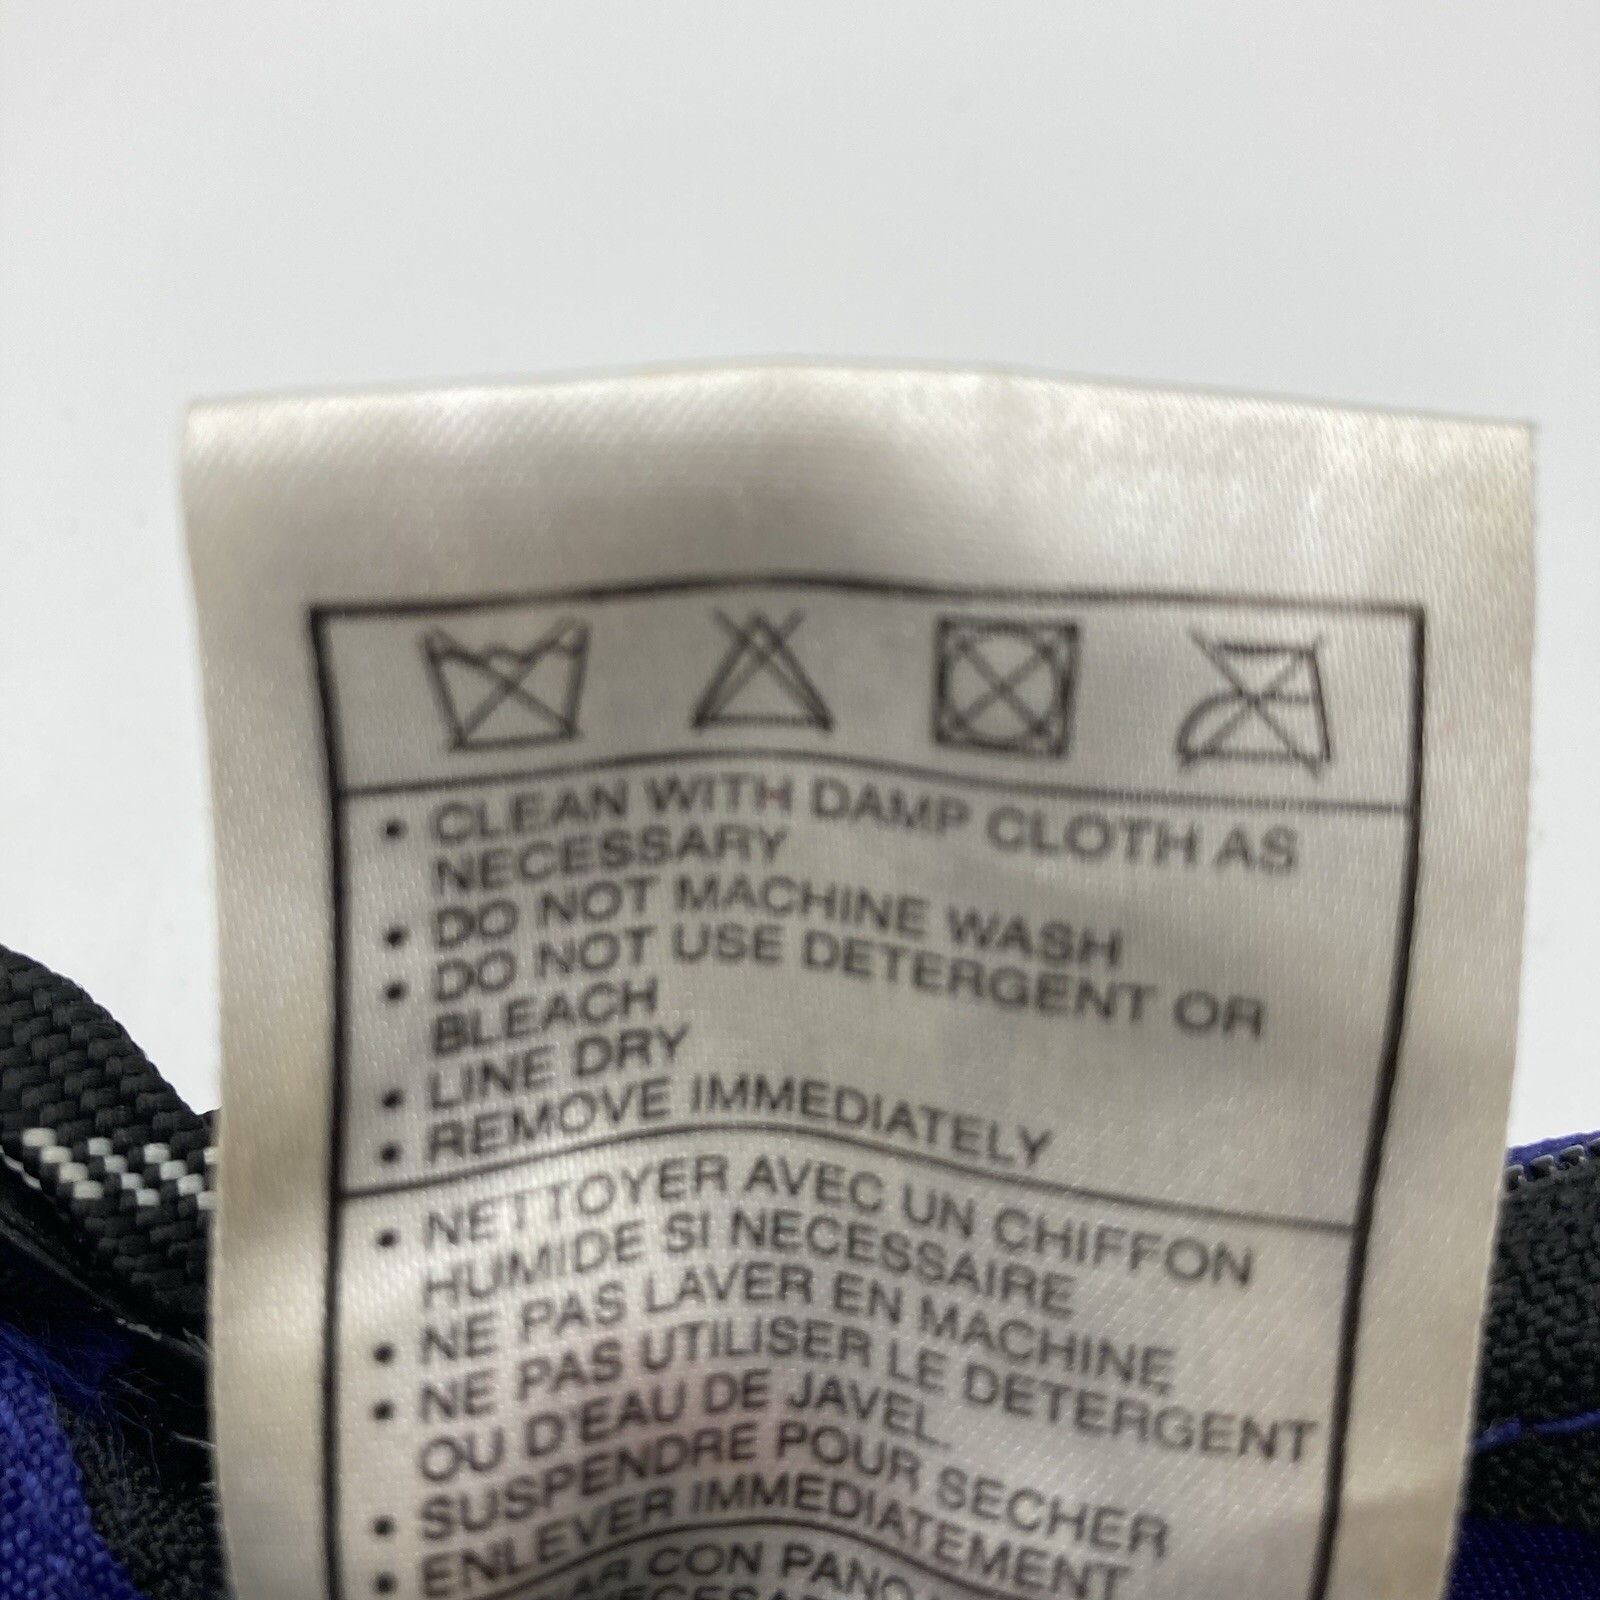 • CLEAN WITH DAMP CLOTH AS
NECESSARY
• DO NOT MACHINE WASH
• DO NOT USE DETERGENT OR
BLEACH
• LINE DRY
• REMOVE IMMEDIATELY
• NETTOYER AVEC UN CHIFFON
HUMIDE SI NECESSAIRE
• NE PAS LAVER EN MACHINE
• NE PAS UTILISER LE DETERGENT
OU D'EAU DE JAVEL.
• SUSPENDRE POUR SECHER
• ENLEVER IMMEDIATEMENT
CON